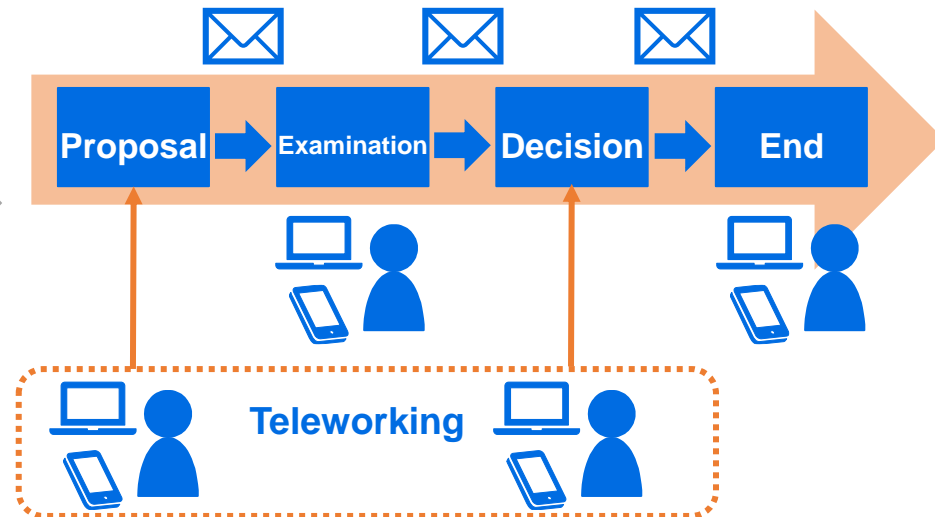 Proposal
Examination
Decision
End
Teleworking